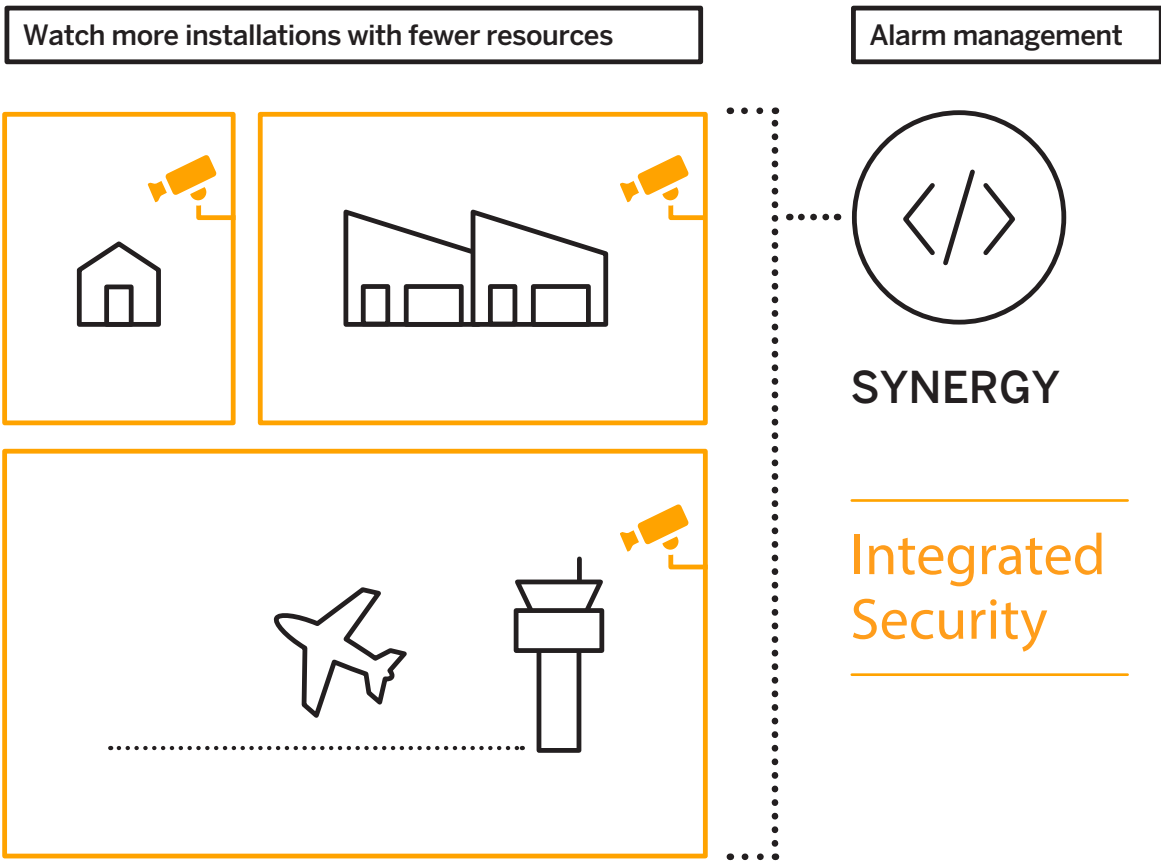 Watch more installations with fewer resources
Alarm management
SYNERGY
Integrated
Security